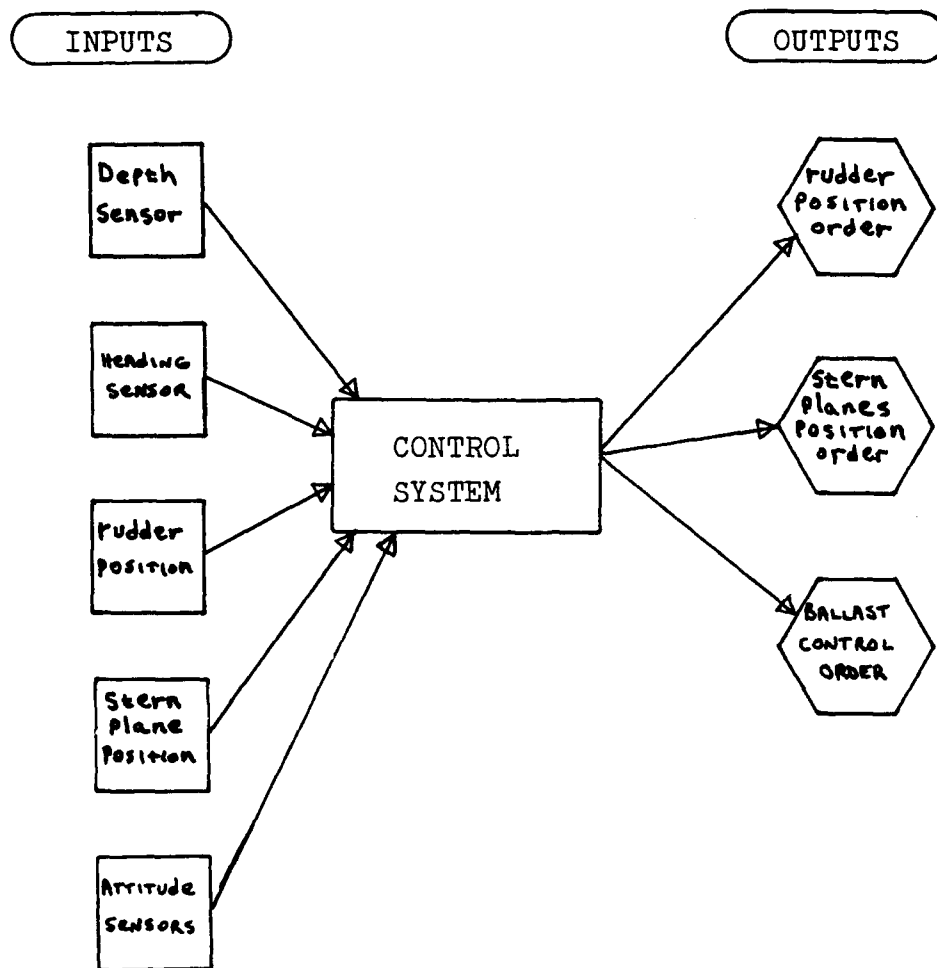 INPUTS
OUTPUTS
Depth
Sensor
HEADING
SENSOR
rudder
POSITION
Stern
Plane
Position
ATTITUDE
SENSORS
CONTROL
SYSTEM
rudder
Position
order
Stern
Planes
Position
order
BALLAST
CONTROL
ORDER